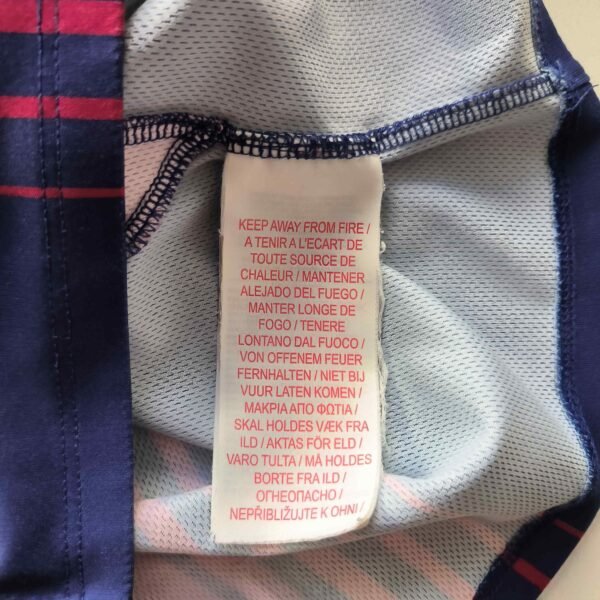 KEEP AWAY FROM FIRE /
A TENIR A L'ECART DE
TOUTE SOURCE DE
CHALEUR / MANTENER
ALEJADO DEL FUEGO /
MANTER LONGE DE
FOGO / TENERE
LONTANO DAL FUOCO /
VON OFFENEM FEUER
FERNHALTEN / NIET BIJ
VUUR LATEN KOMEN /
ΜΑΚΡΙΑ ΑΠΟ ΦΩΤΙΑ /
SKAL HOLDES VÆK FRA
ILD / AKTAS FÖR ELD /
VARO TULTA / MÅ HOLDES
BORTE FRA ILD /
ОГНЕОПАСНО /
NEPŘIBLIŽUJTE K OHNI /